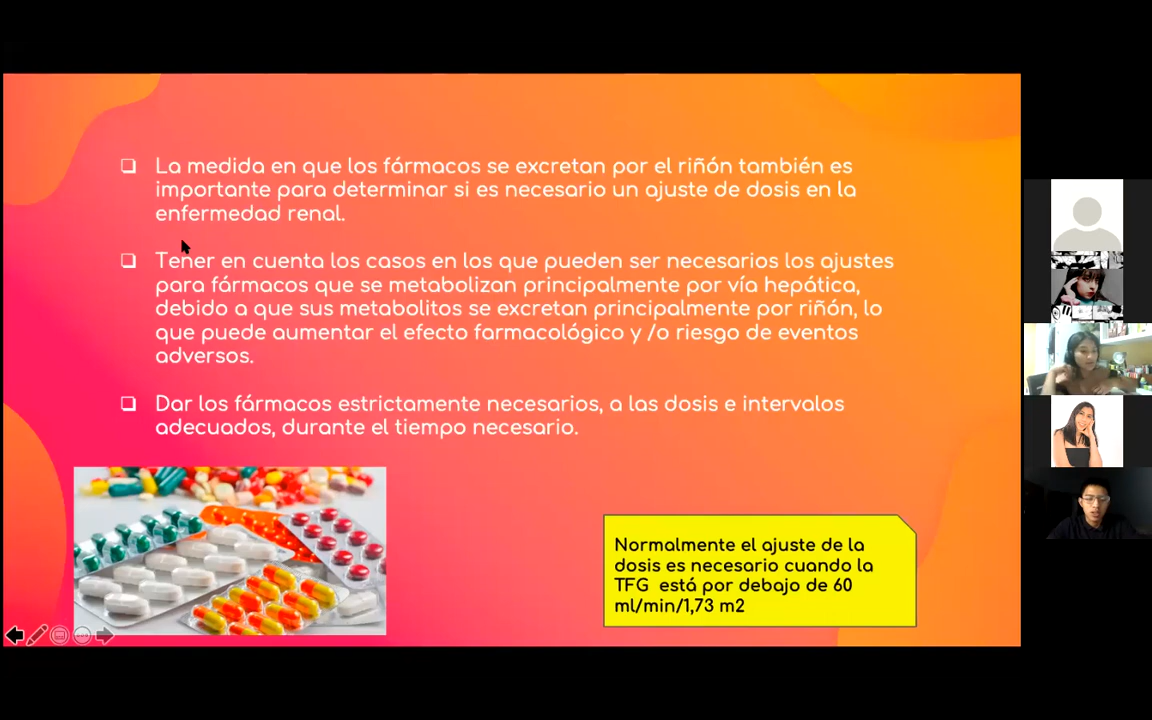 ❏ La medida en que los fármacos se excretan por el riñón también es
importante para determinar si es necesario un ajuste de dosis en la
enfermedad renal.
❏ Tener en cuenta los casos en los que pueden ser necesarios los ajustes
para fármacos que se metabolizan principalmente por vía hepática,
debido a que sus metabolitos se excretan principalmente por riñón, lo
que puede aumentar el efecto farmacológico y /o riesgo de eventos
adversos.
❏ Dar los fármacos estrictamente necesarios, a las dosis e intervalos
adecuados, durante el tiempo necesario.
Normalmente el ajuste de la
dosis es necesario cuando la
TFG está por debajo de 60
ml/min/1,73 m2